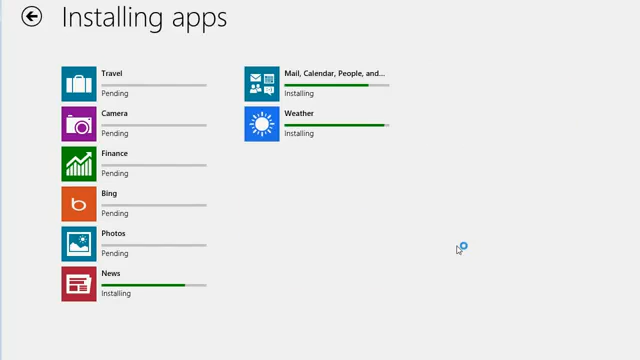 Installing apps
Travel
Pending
Camera
Pending
Finance
Pending
Bing
Pending
Photos
Pending
News
Installing
Mail, Calendar, People, and...
Installing
Weather
Installing